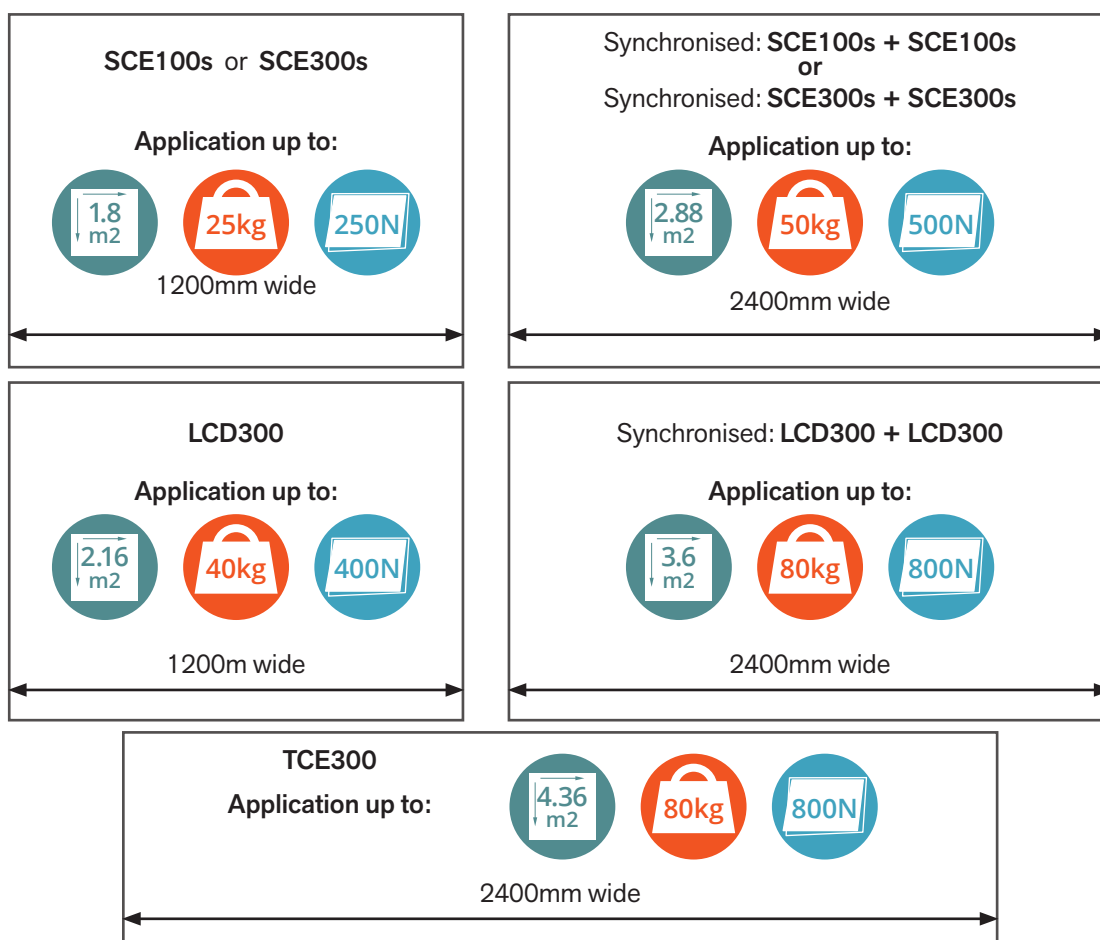 SCE100s or SCE300s
Application up to:
1.8
m2
25kg
250N
1200mm wide
Synchronised: SCE100s + SCE100s
or
Synchronised: SCE300s + SCE300s
Application up to:
2.88
m2
50kg
500N
2400mm wide
LCD300
Application up to:
2.16
m2
40kg
400N
1200m wide
Synchronised: LCD300 + LCD300
Application up to:
3.6
m2
80kg
800N
2400mm wide
TCE300
Application up to:
4.36
m2
80kg
800N
2400mm wide